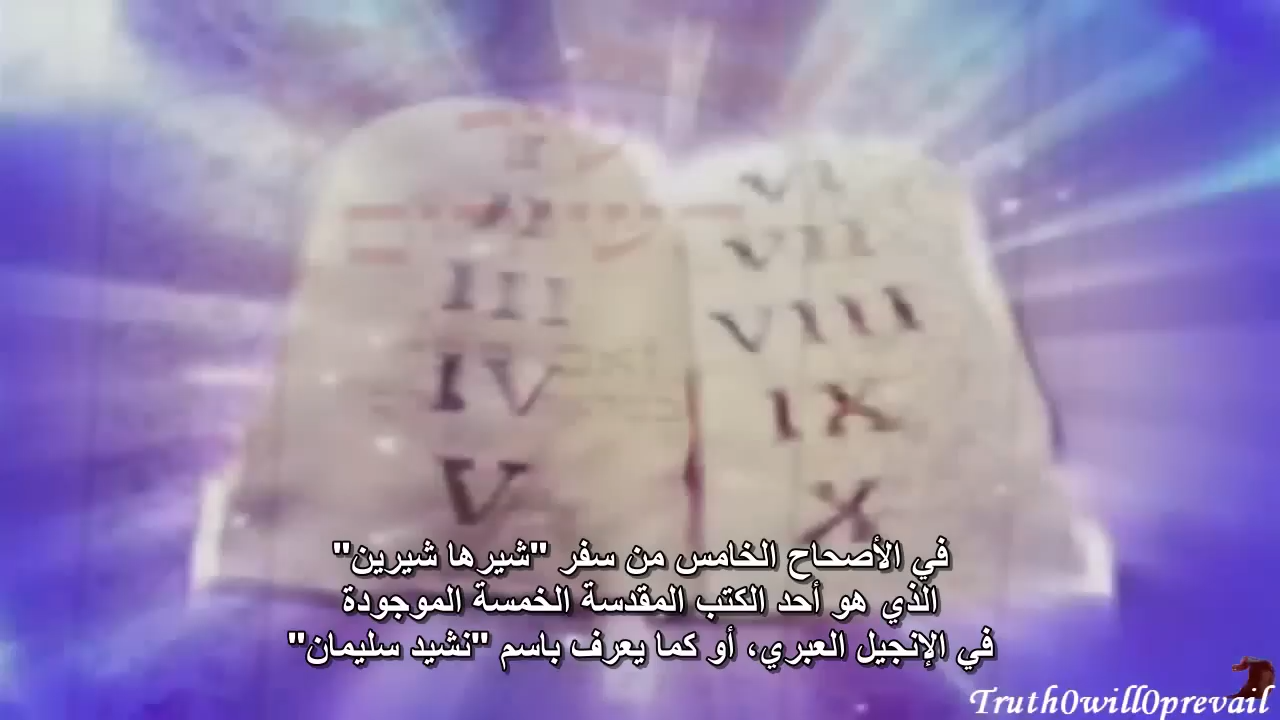 I
II
III
IV
V
VI
VII
VIII
IX
X
في الأصحاح الخامس من سفر "شيرها شيرين"
الذي هو أحد الكتب المقدسة الخمسة الموجودة
في الإنجيل العبري، أو كما يعرف باسم "نشيد سليمان"
Truth0will0prevail